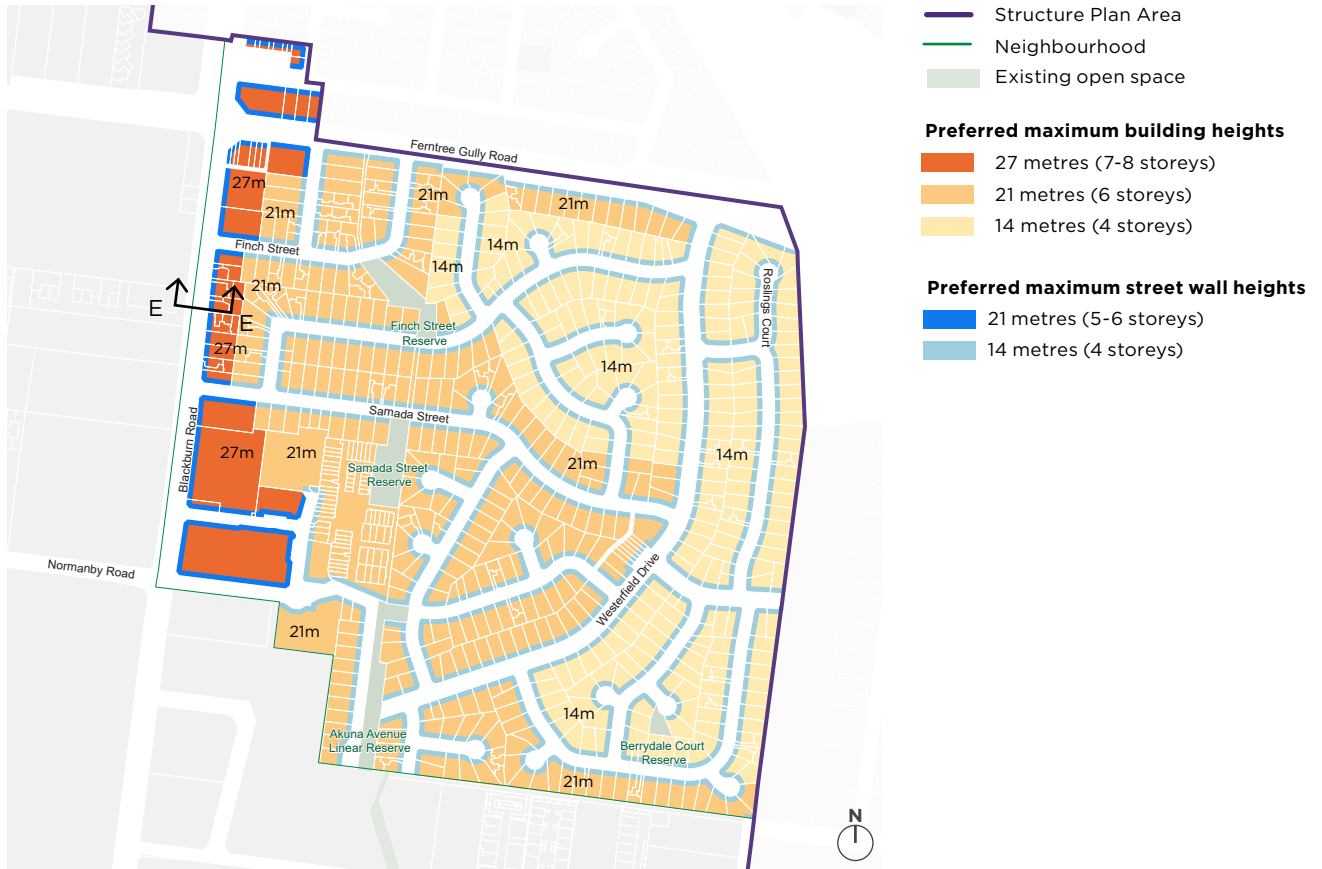 Structure Plan Area
Neighbourhood
Existing open space
Preferred maximum building heights
27 metres (7-8 storeys)
21 metres (6 storeys)
14 metres (4 storeys)
Preferred maximum street wall heights
21 metres (5-6 storeys)
14 metres (4 storeys)
Ferntree Gully Road
27m
21m
21m
21m
14m
14m
Finch Street
21m
Roslings Court
E
E
Finch Street
Reserve
27m
14m
Samada Street
Blackburn Road
27m
21m
14m
Samada Street
Reserve
21m
Normanby Road
Westerfield Drive
21m
14m
Akuna Avenue
Linear Reserve
Berrydale Court
Reserve
21m
N